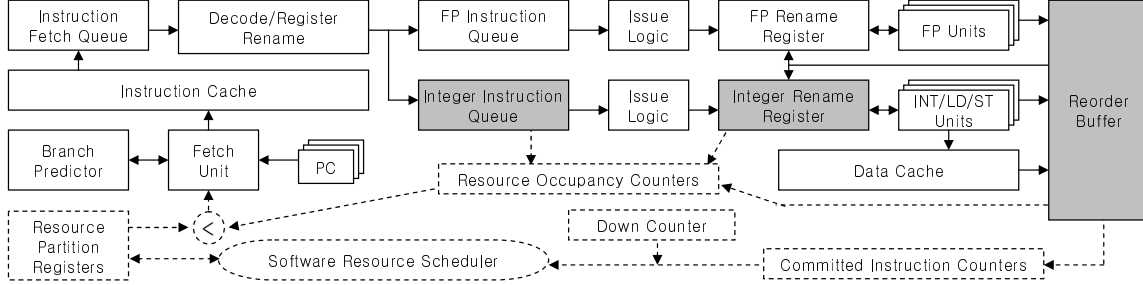 Instruction
Fetch Queue
Decode/Register
Rename
FP Instruction
Queue
Issue
Logic
FP Rename
Register
FP Units
Instruction Cache
Integer Instruction
Queue
Issue
Logic
Integer Rename
Register
INT/LD/ST
Units
Reorder
Buffer
Branch
Predictor
Fetch
Unit
PC
Resource Occupancy Counters
Data Cache
Resource
Partition
Registers
<
Down Counter
Software Resource Scheduler
Committed Instruction Counters